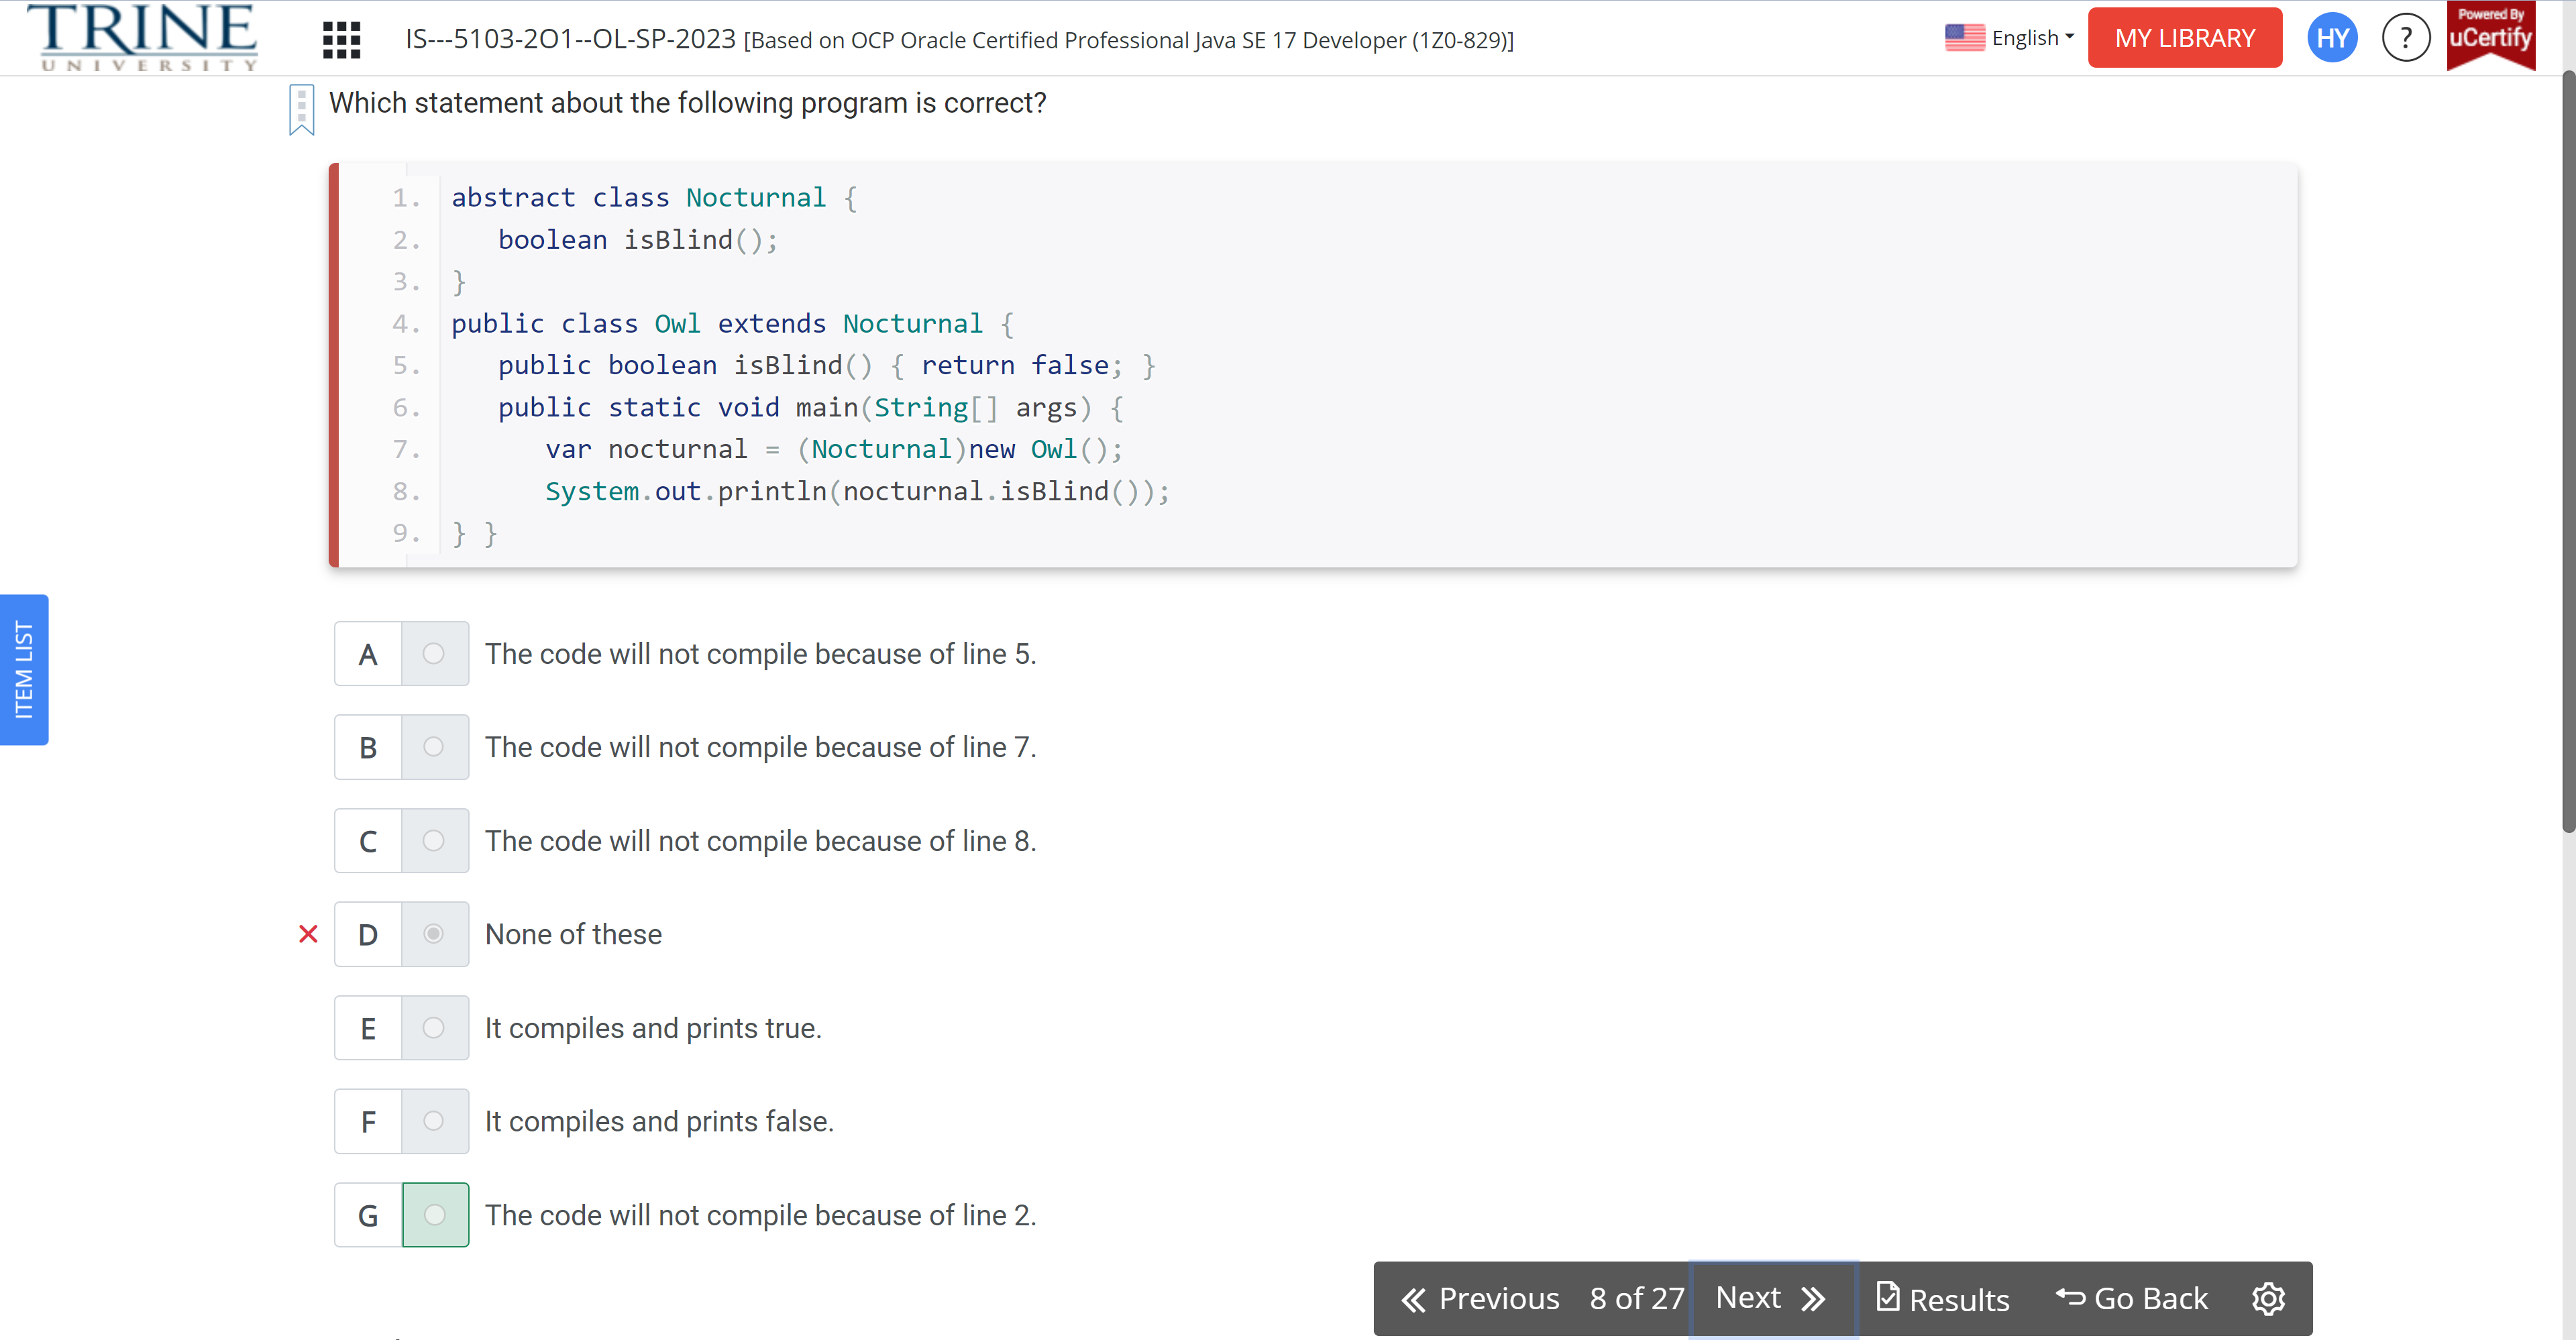 TRINE
UNIVERSITY
IS---5103-2O1--OL-SP-2023 [Based on OCP Oracle Certified Professional Java SE 17 Developer (1Z0-829)]
English
MY LIBRARY
HY
?
Powered By
uCertify
Which statement about the following program is correct?
1. abstract class Nocturnal {
2.    boolean isBlind();
3. }
4. public class Owl extends Nocturnal {
5.    public boolean isBlind() { return false; }
6.    public static void main(String[] args) {
7.       var nocturnal = (Nocturnal)new Owl();
8.       System.out.println(nocturnal.isBlind());
9. } }
ITEM LIST
A The code will not compile because of line 5.
B The code will not compile because of line 7.
C The code will not compile because of line 8.
D None of these
E It compiles and prints true.
F It compiles and prints false.
G The code will not compile because of line 2.
Previous 8 of 27 Next Results Go Back